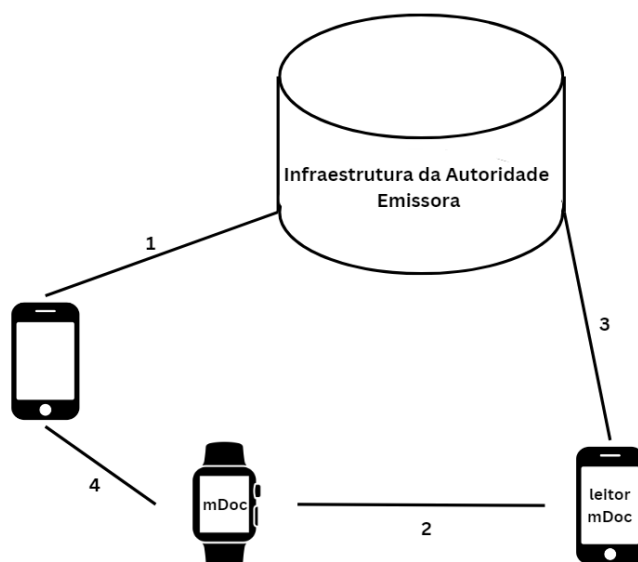 Infraestrutura da Autoridade
Emissora
1
3
4
mDoc
2
leitor
mDoc